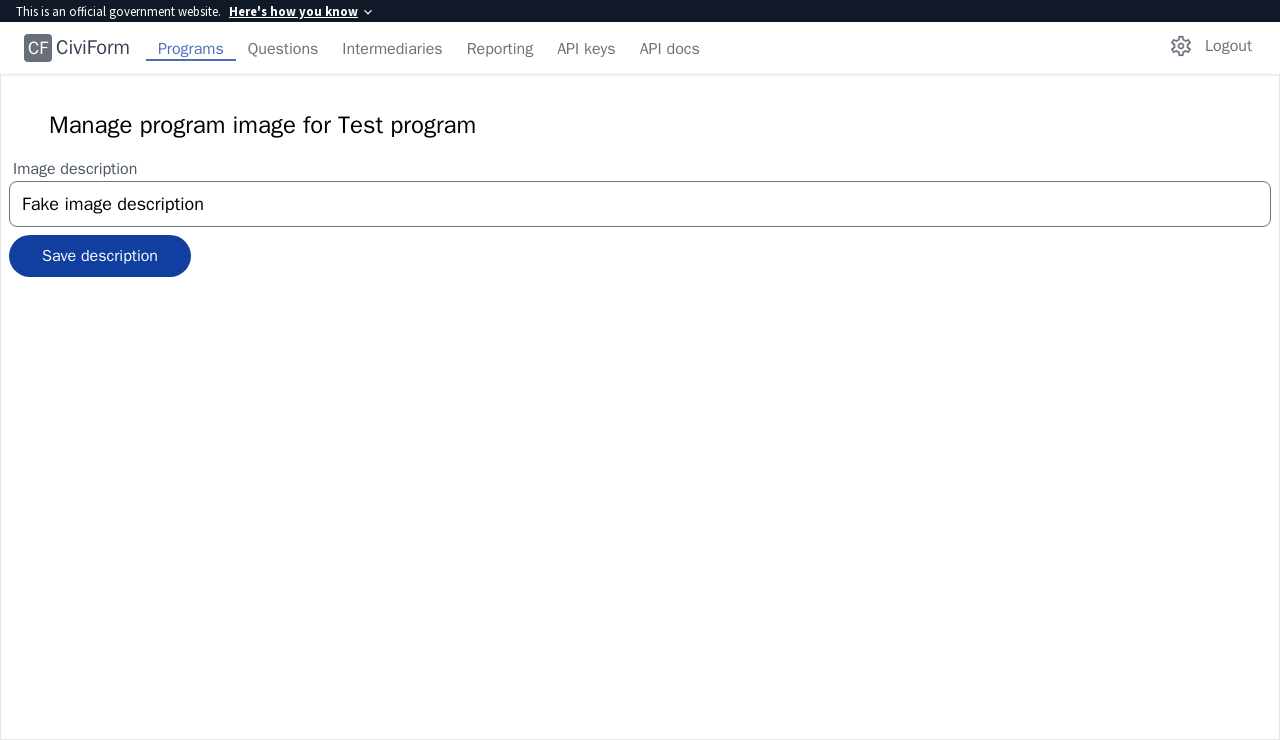 This is an official government website. Here's how you know
CF CiviForm Programs Questions Intermediaries Reporting API keys API docs Logout
Manage program image for Test program
Image description
Fake image description
Save description